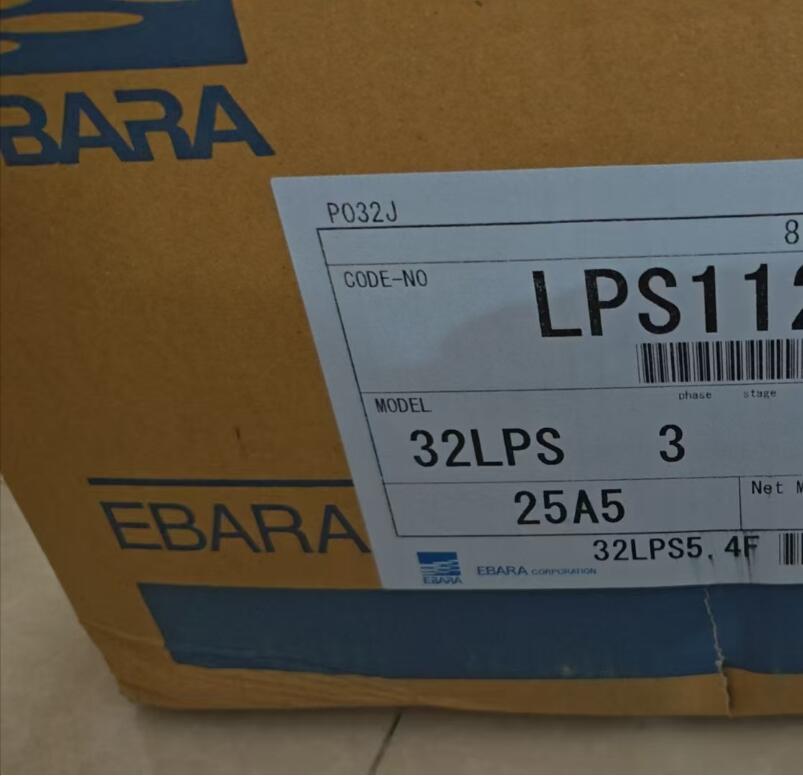 BARA
P032J
8
CODE-NO
LPS112
phase stage
MODEL
32LPS 3
25A5
Net M
32LPS5.4F
EBARA
EBARA
EBARA CORPORATION